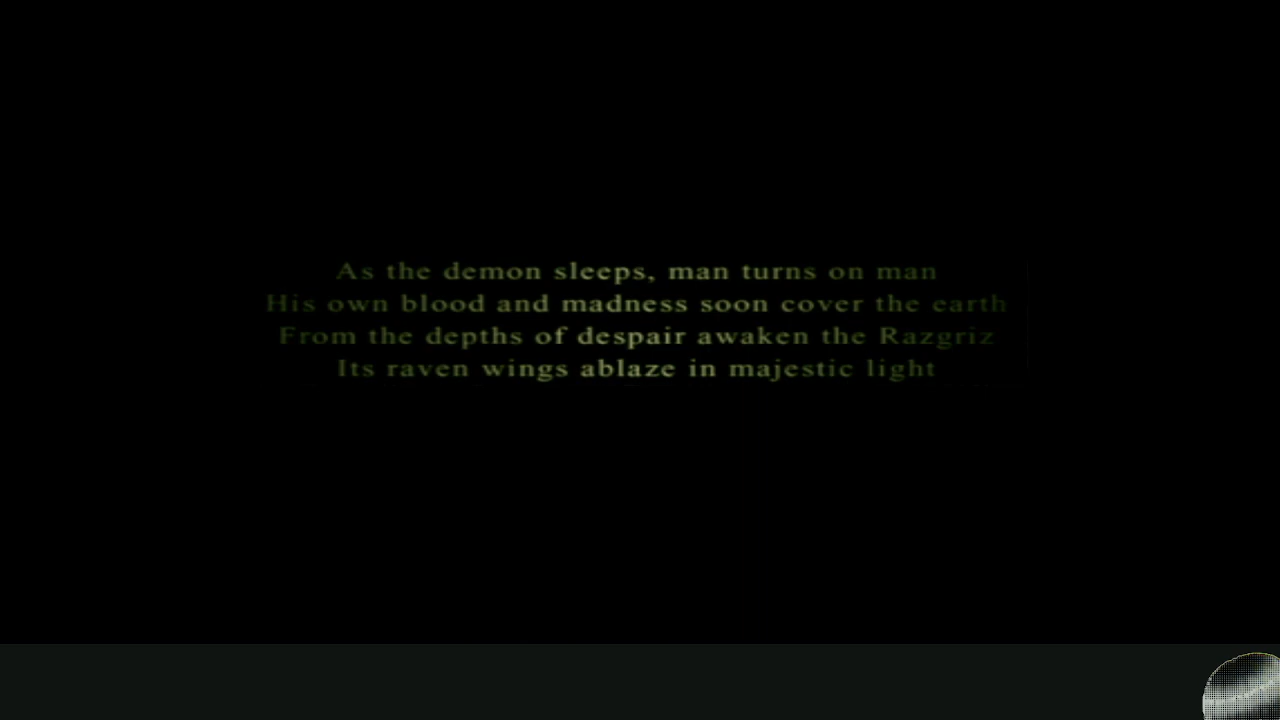 As the demon sleeps, man turns on man
His own blood and madness soon cover the earth
From the depths of despair awaken the Razgriz
Its raven wings ablaze in majestic light